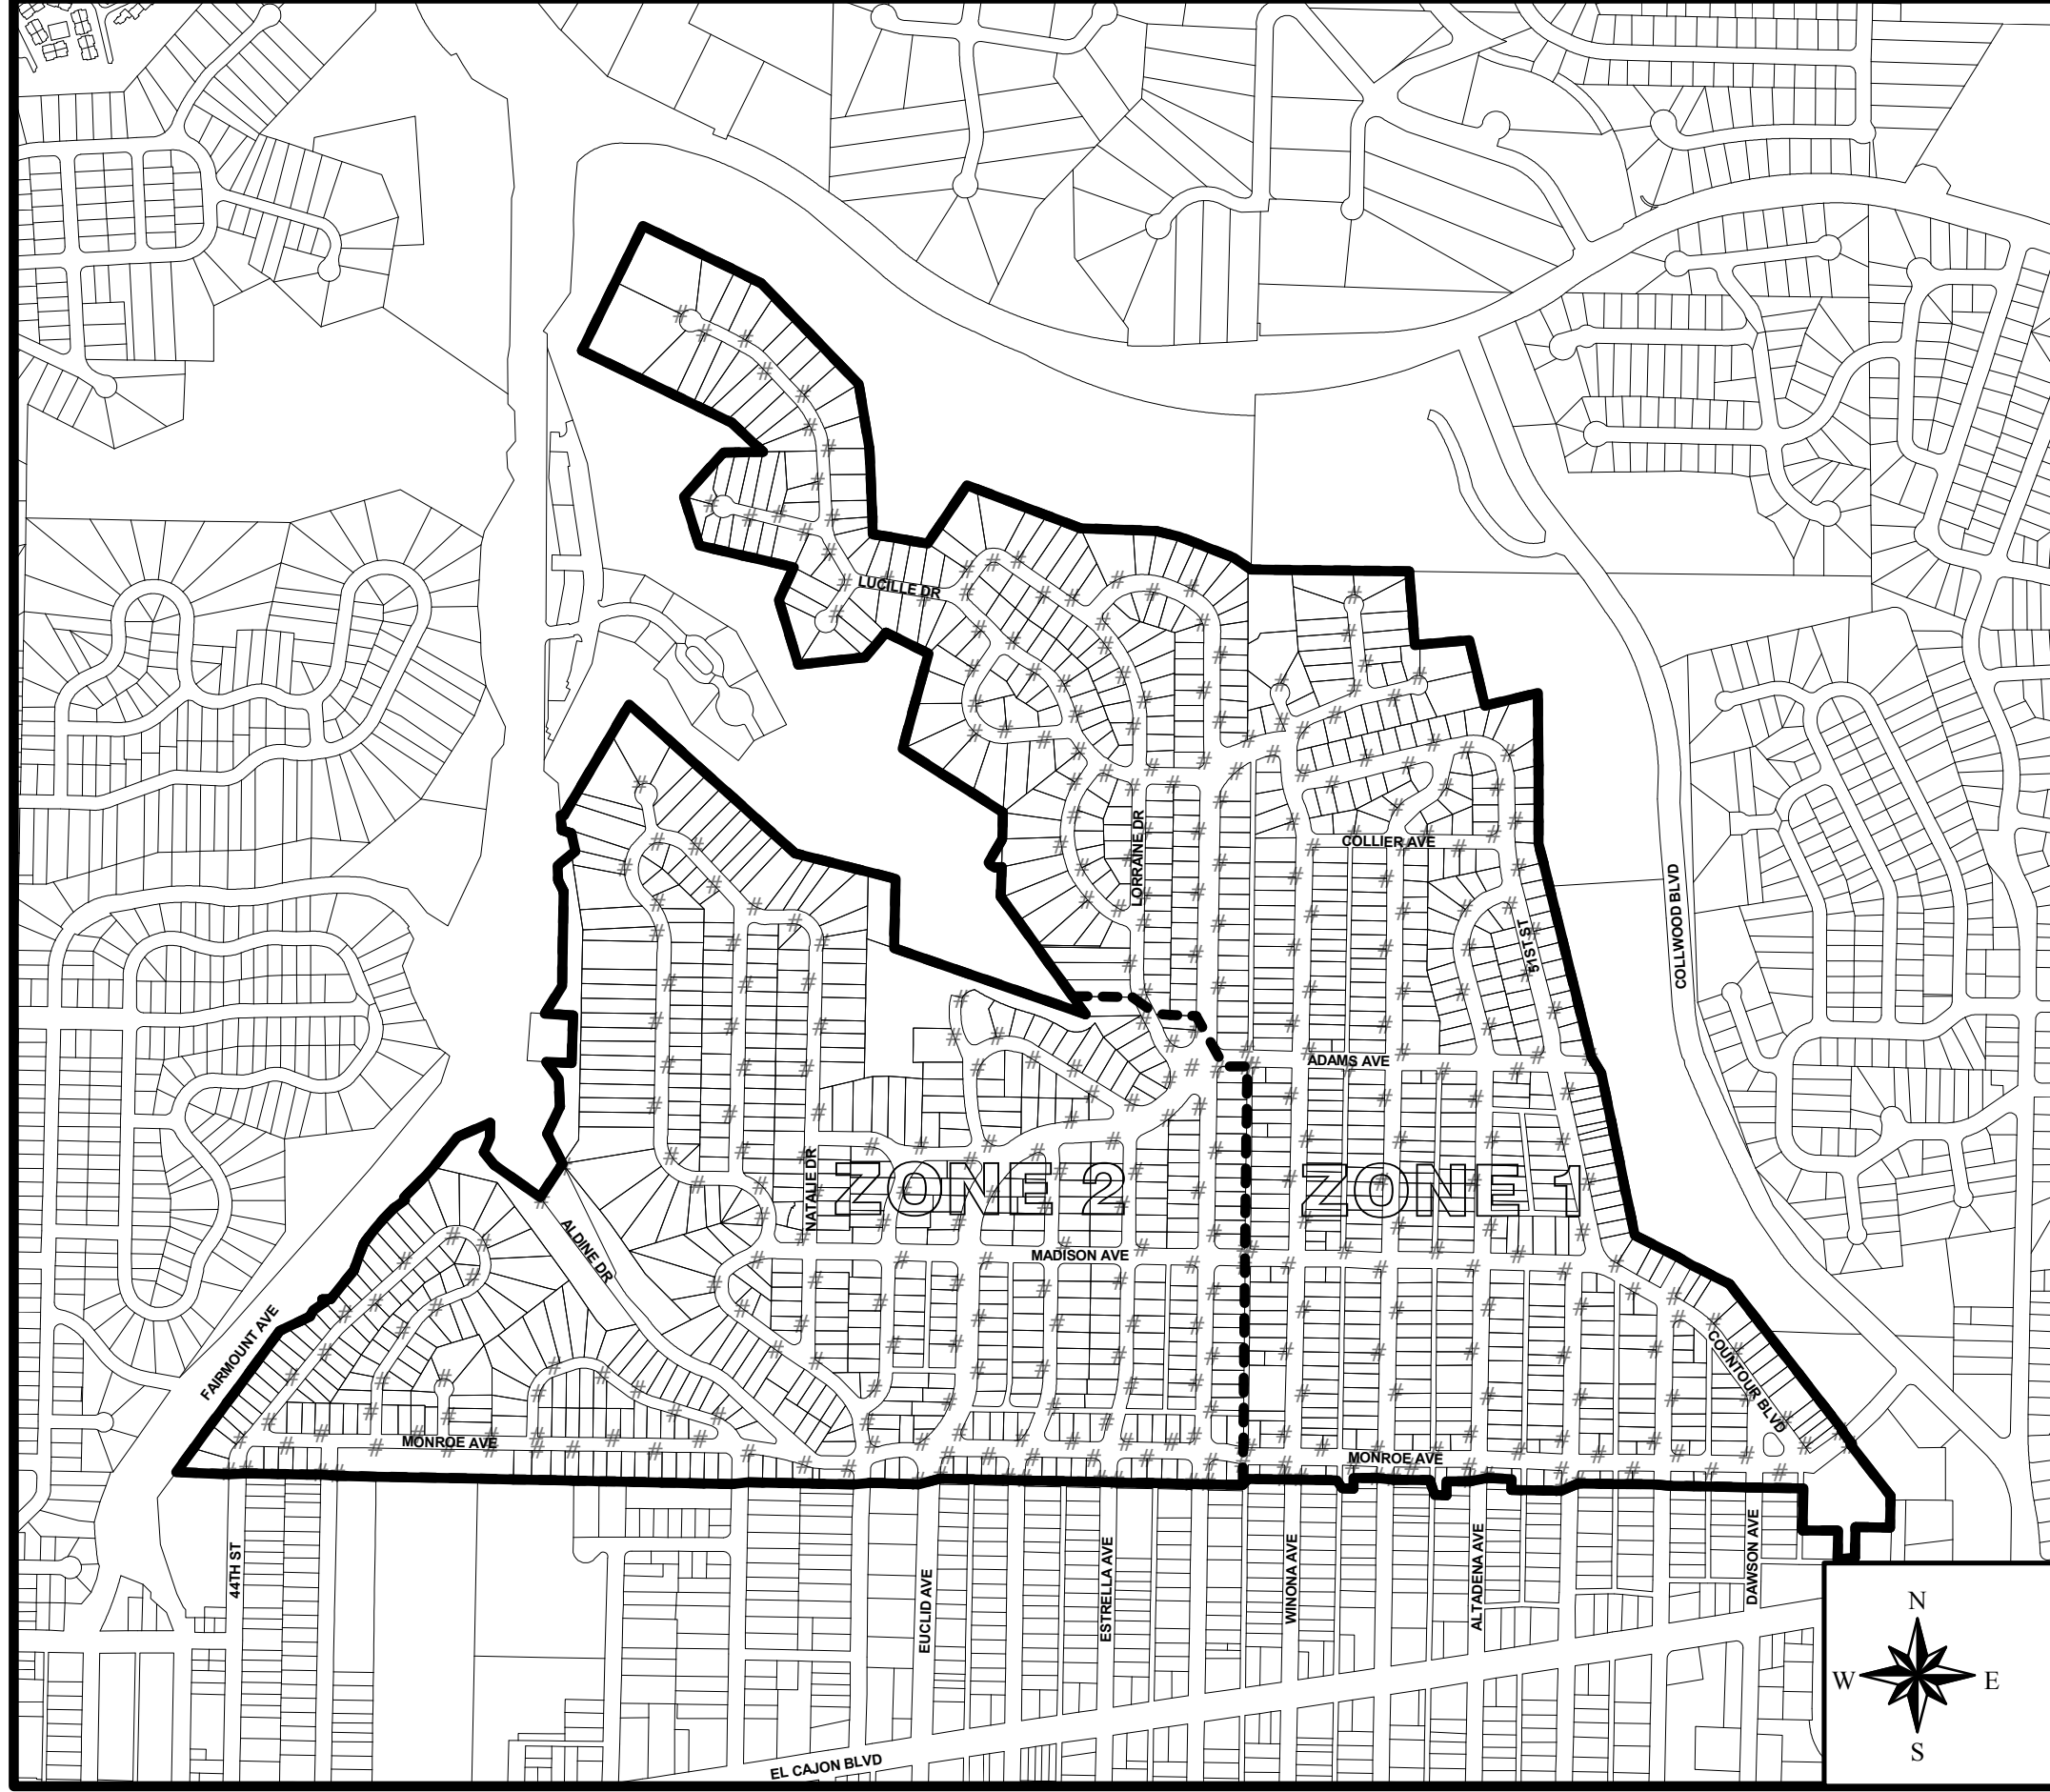 LUCILLE DR
LORRAINE DR
COLLIER AVE
COLLWOOD BLVD
51ST ST
ADAMS AVE
NATALIE DR
ZONE 2
ZONE 1
ALDINE DR
MADISON AVE
FAIRMOUNT AVE
COUNTOUR BLVD
MONROE AVE
MONROE AVE
44TH ST
EUCLID AVE
ESTRELLA AVE
WINONA AVE
ALTADENA AVE
DAWSON AVE
EL CAJON BLVD
N
W
E
S